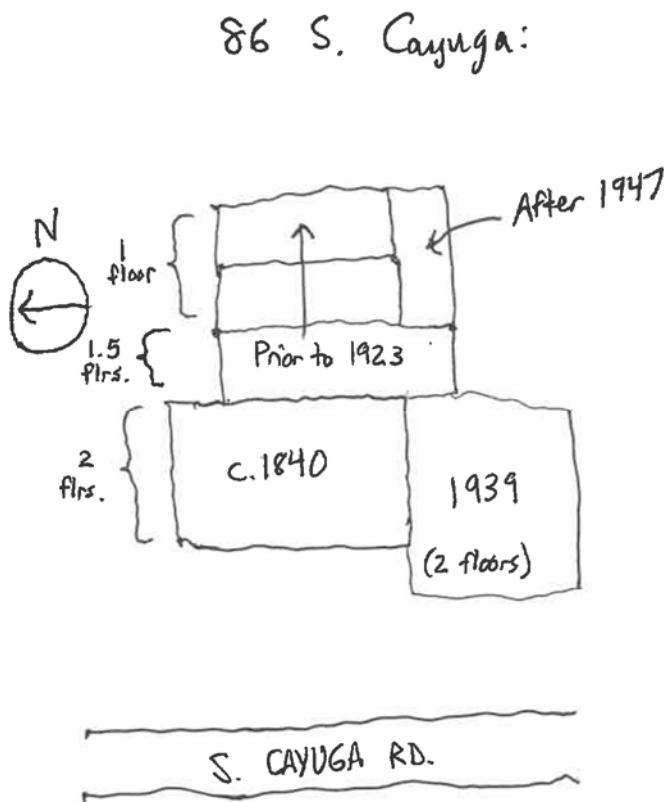 86 S. Cayuga:
After 1947
N
1
floor
1.5
flrs.
Prior to 1923
2
flrs.
c.1840
1939
(2 floors)
S. CAYUGA RD.